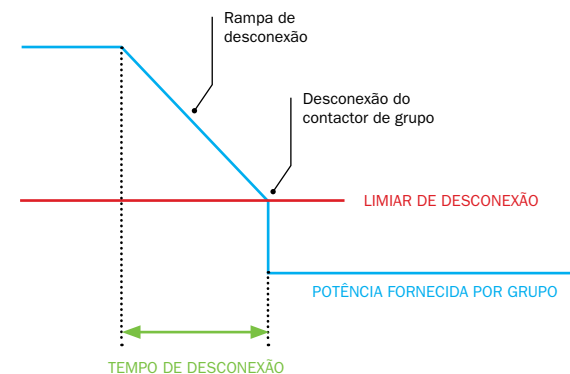 Rampa de
desconexão
Desconexão do
contactor de grupo
LIMIAR DE DESCONEXÃO
POTÊNCIA FORNECIDA POR GRUPO
TEMPO DE DESCONEXÃO